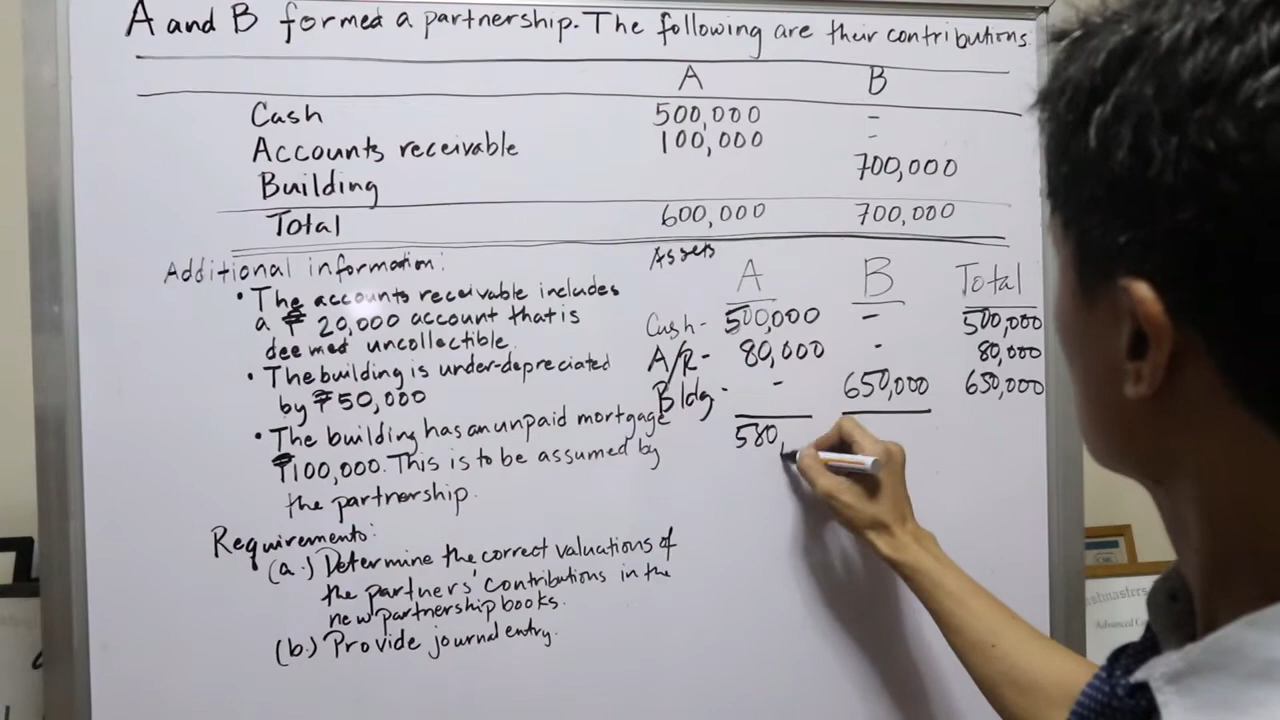 A and B formed a partnership. The following are their contributions.
A B
Cash 500,000 -
Accounts receivable 100,000 -
Building 700,000
Total 600,000 700,000
Additional information:
• The accounts receivable includes
a ₱ 20,000 account that is
deemed uncollectible.
• The building is under-depreciated
by ₱50,000
• The building has an unpaid mortgage
₱100,000. This is to be assumed by
the partnership.
Requirements:
(a.) Determine the correct valuations of
the partners' contributions in the
new partnership books.
(b.) Provide journal entry.
Assets
A B Total
Cash - 500,000 - 500,000
A/R - 80,000 - 80,000
Bldg - - 650,000 650,000
580,
Advanced